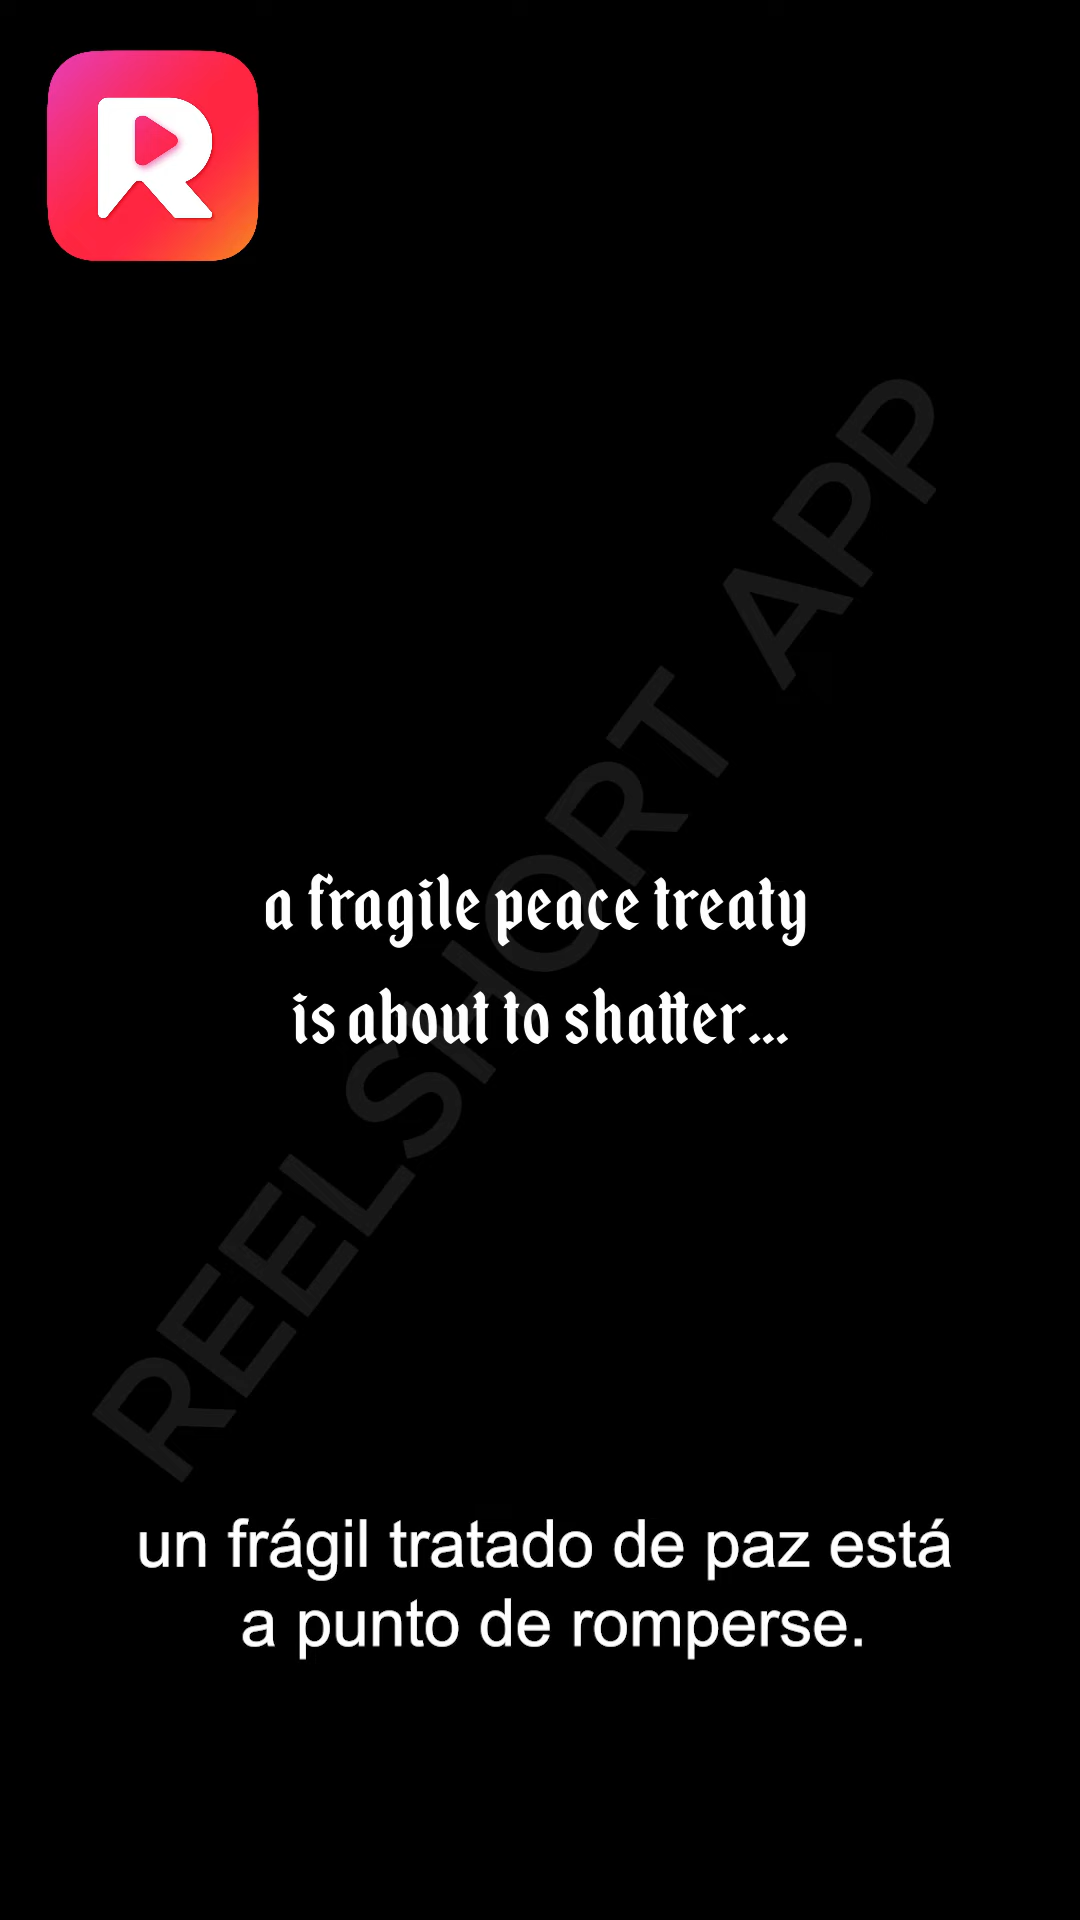 R
a fragile peace treaty
is about to shatter...
REELSHORT APP
un frágil tratado de paz está
a punto de romperse.